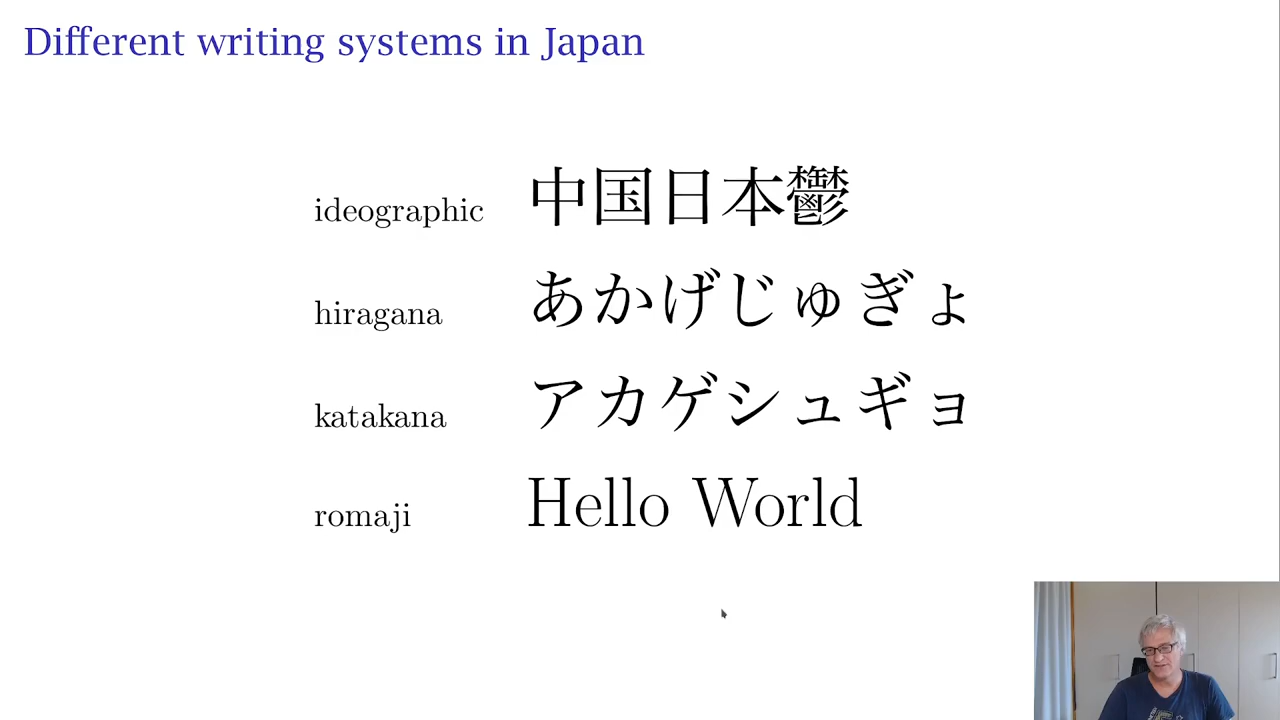 Different writing systems in Japan
ideographic 中国日本鬱
hiragana あかげじゅぎょ
katakana アカゲシュギョ
romaji Hello World